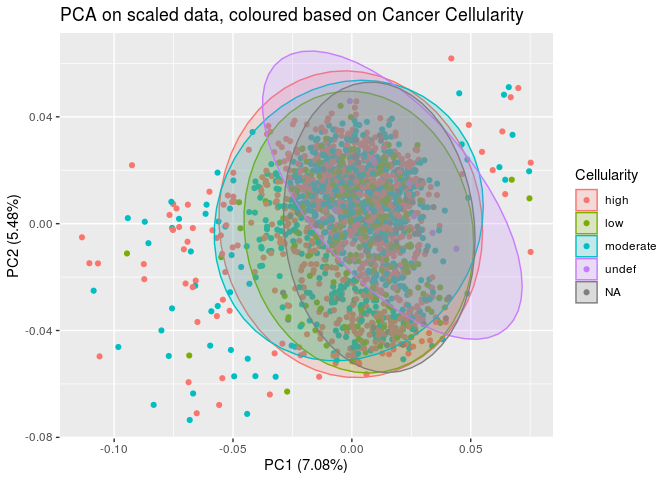 PCA on scaled data, coloured based on Cancer Cellularity
0.04
0.00
-0.04
-0.08
PC2 (5.48%)
-0.10
-0.05
0.00
0.05
PC1 (7.08%)
Cellularity
high
low
moderate
undef
NA